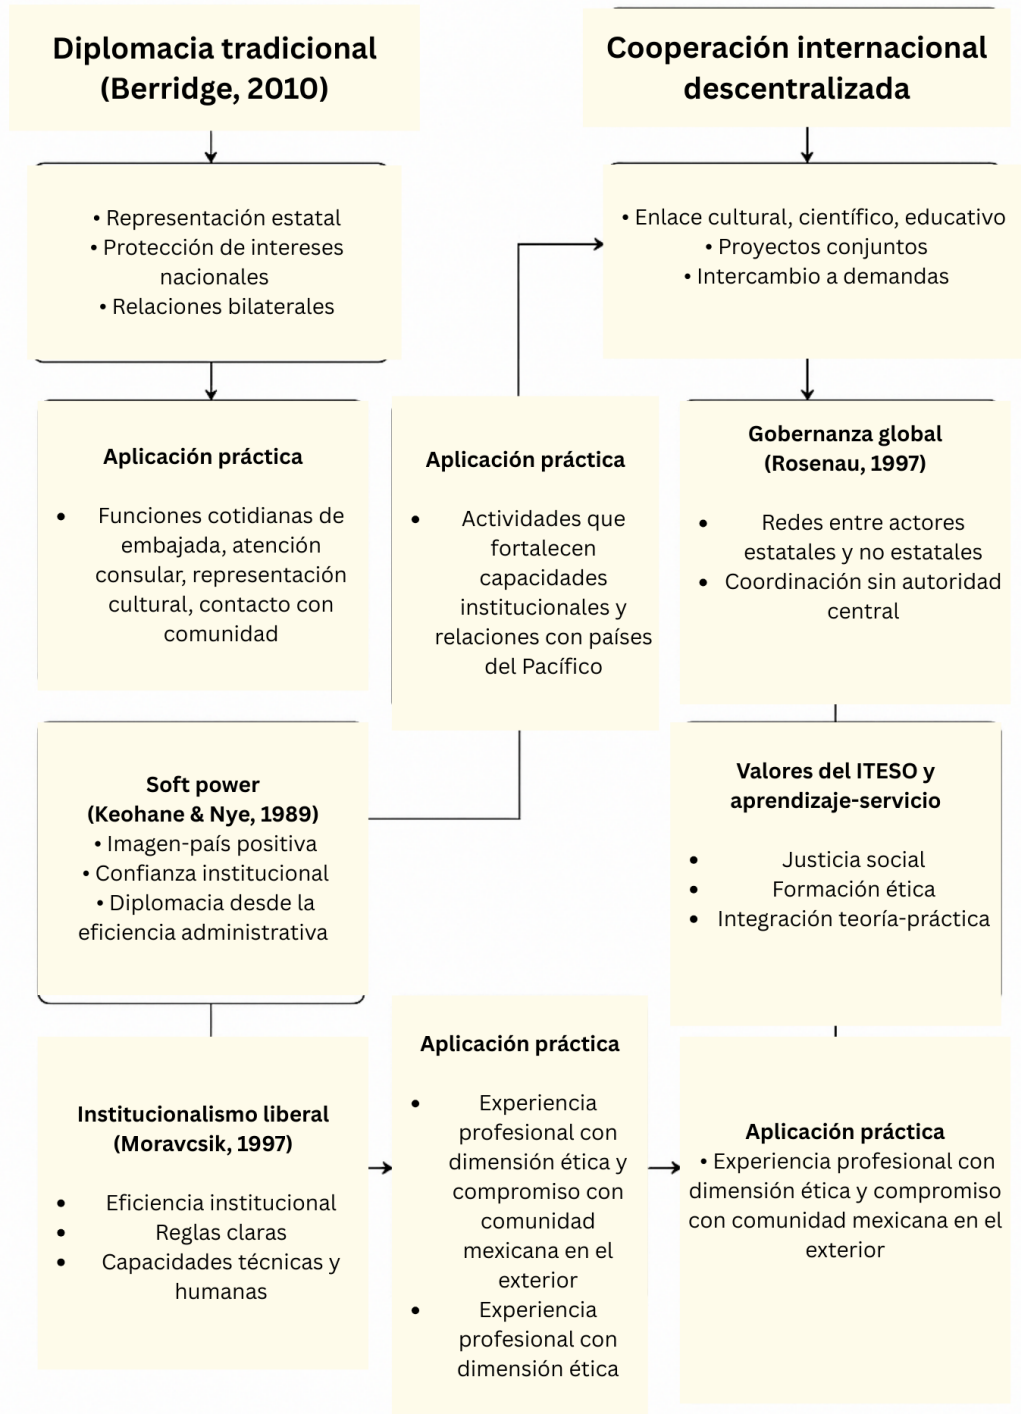 Diplomacia tradicional
(Berridge, 2010)
• Representación estatal
• Protección de intereses
nacionales
• Relaciones bilaterales
Aplicación práctica
• Funciones cotidianas de
embajada, atención
consular, representación
cultural, contacto con
comunidad
Soft power
(Keohane & Nye, 1989)
• Imagen-país positiva
• Confianza institucional
• Diplomacia desde la
eficiencia administrativa
Institucionalismo liberal
(Moravcsik, 1997)
• Eficiencia institucional
• Reglas claras
• Capacidades técnicas y
humanas
Aplicación práctica
• Actividades que
fortalecen
capacidades
institucionales y
relaciones con países
del Pacífico
Aplicación práctica
• Experiencia
profesional con
dimensión ética y
compromiso con
comunidad
mexicana en el
exterior
• Experiencia
profesional con
dimensión ética
Cooperación internacional
descentralizada
• Enlace cultural, científico, educativo
• Proyectos conjuntos
• Intercambio a demandas
Gobernanza global
(Rosenau, 1997)
• Redes entre actores
estatales y no estatales
• Coordinación sin autoridad
central
Valores del ITESO y
aprendizaje-servicio
• Justicia social
• Formación ética
• Integración teoría-práctica
Aplicación práctica
• Experiencia profesional con
dimensión ética y compromiso
con comunidad mexicana en el
exterior